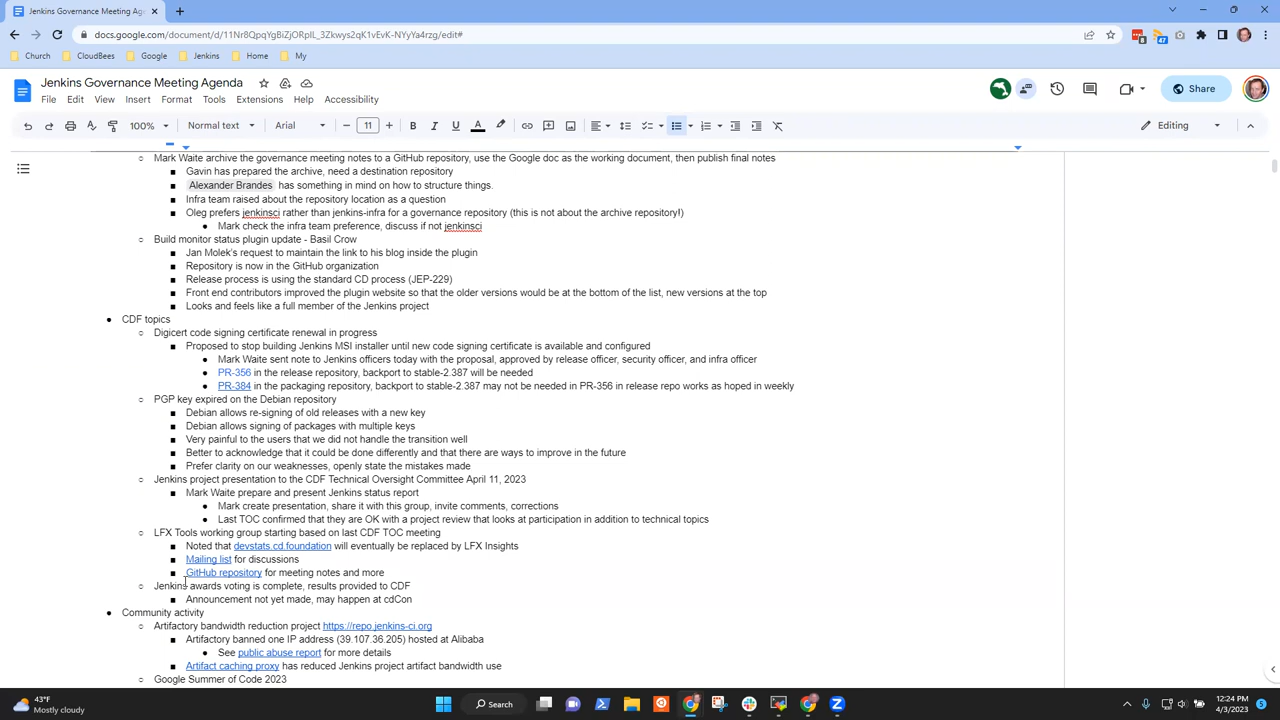 Jenkins Governance Meeting Age
docs.google.com/document/d/11Nr8QpqYgBiZjORpIL_3Zkwys2qK1vEvK-NYyYa4rzg/edit#
Church
CloudBees
Google
Jenkins
Home
My
Jenkins Governance Meeting Agenda
File Edit View Insert Format Tools Extensions Help Accessibility
Share
100% Normal text Arial 11 Editing
Mark Waite archive the governance meeting notes to a GitHub repository, use the Google doc as the working document, then publish final notes
Gavin has prepared the archive, need a destination repository
Alexander Brandes has something in mind on how to structure things.
Infra team raised about the repository location as a question
Oleg prefers jenkinsci rather than jenkins-infra for a governance repository (this is not about the archive repository!)
Mark check the infra team preference, discuss if not jenkinsci
Build monitor status plugin update - Basil Crow
Jan Molek's request to maintain the link to his blog inside the plugin
Repository is now in the GitHub organization
Release process is using the standard CD process (JEP-229)
Front end contributors improved the plugin website so that the older versions would be at the bottom of the list, new versions at the top
Looks and feels like a full member of the Jenkins project
CDF topics
Digicert code signing certificate renewal in progress
Proposed to stop building Jenkins MSI installer until new code signing certificate is available and configured
Mark Waite sent note to Jenkins officers today with the proposal, approved by release officer, security officer, and infra officer
PR-356 in the release repository, backport to stable-2.387 will be needed
PR-384 in the packaging repository, backport to stable-2.387 may not be needed in PR-356 in release repo works as hoped in weekly
PGP key expired on the Debian repository
Debian allows re-signing of old releases with a new key
Debian allows signing of packages with multiple keys
Very painful to the users that we did not handle the transition well
Better to acknowledge that it could be done differently and that there are ways to improve in the future
Prefer clarity on our weaknesses, openly state the mistakes made
Jenkins project presentation to the CDF Technical Oversight Committee April 11, 2023
Mark Waite prepare and present Jenkins status report
Mark create presentation, share it with this group, invite comments, corrections
Last TOC confirmed that they are OK with a project review that looks at participation in addition to technical topics
LFX Tools working group starting based on last CDF TOC meeting
Noted that devstats.cd.foundation will eventually be replaced by LFX Insights
Mailing list for discussions
GitHub repository for meeting notes and more
Jenkins awards voting is complete, results provided to CDF
Announcement not yet made, may happen at cdCon
Community activity
Artifactory bandwidth reduction project https://repo.jenkins-ci.org
Artifactory banned one IP address (39.107.36.205) hosted at Alibaba
See public abuse report for more details
Artifact caching proxy has reduced Jenkins project artifact bandwidth use
Google Summer of Code 2023
43°F
Mostly cloudy
Search
12:24 PM
4/3/2023